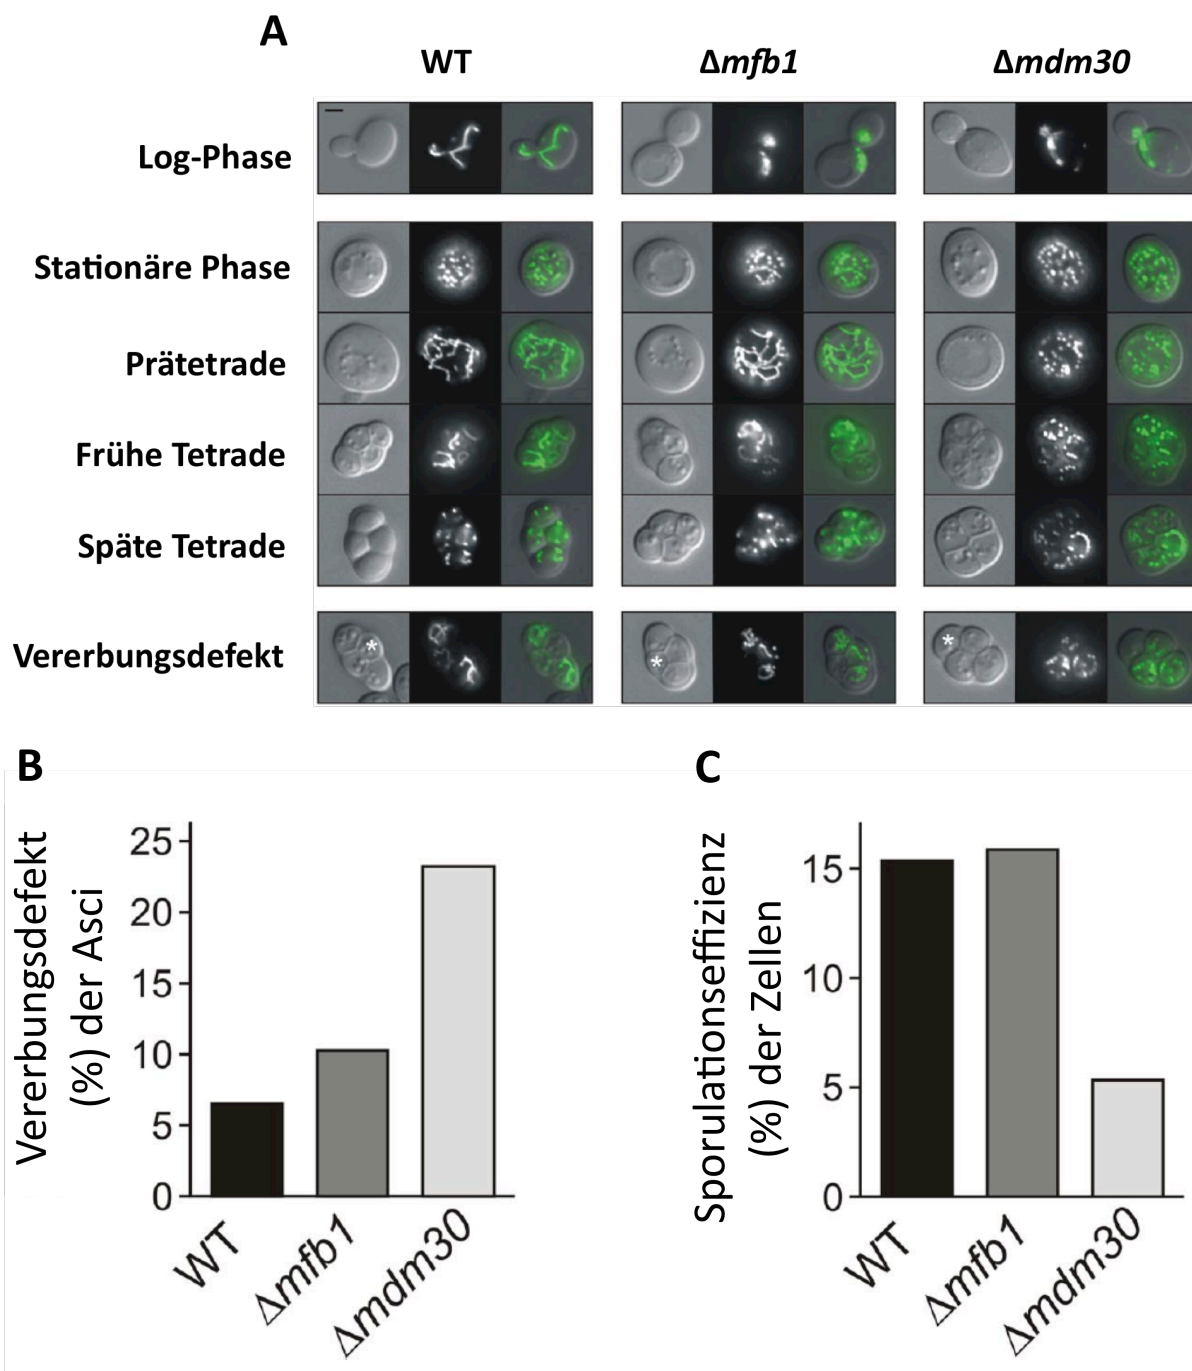 A
WT
Δmfb1
Δmdm30
Log-Phase
Stationäre Phase
Prätetrade
Frühe Tetrade
Späte Tetrade
Vererbungsdefekt
*
*
*
B
Vererbungsdefekt
(%) der Asci
25
20
15
10
5
0
WT
Δmfb1
Δmdm30
C
Sporulationseffizienz
(%) der Zellen
15
10
5
0
WT
Δmfb1
Δmdm30